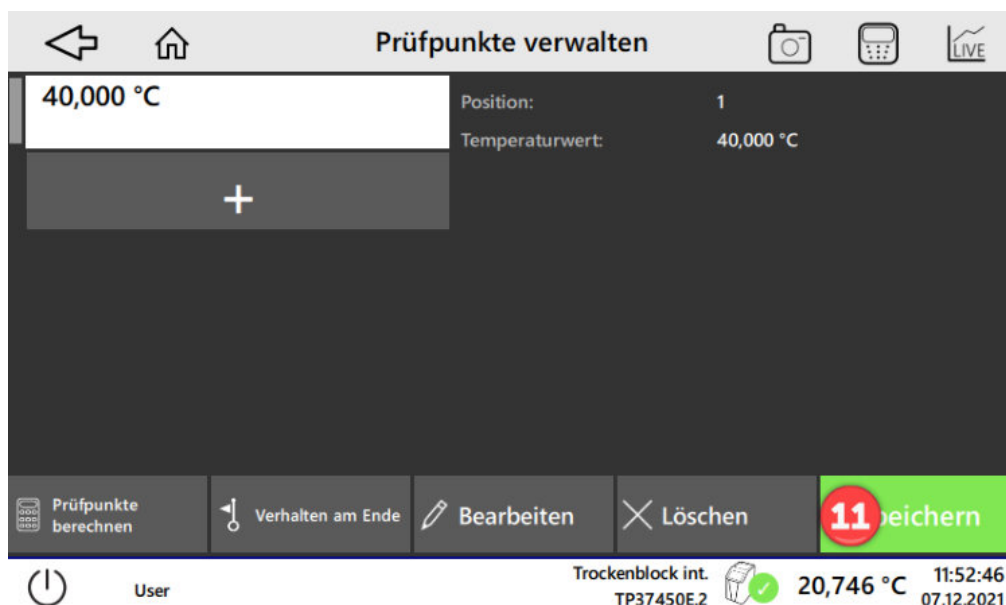 Prüfpunkte verwalten
LIVE
40,000 °C
Position: 1
Temperaturwert: 40,000 °C
+
Prüfpunkte
berechnen
Verhalten am Ende
Bearbeiten
Löschen
11 eichern
User
Trockenblock int.
TP37450E.2
20,746 °C
11:52:46
07.12.2021